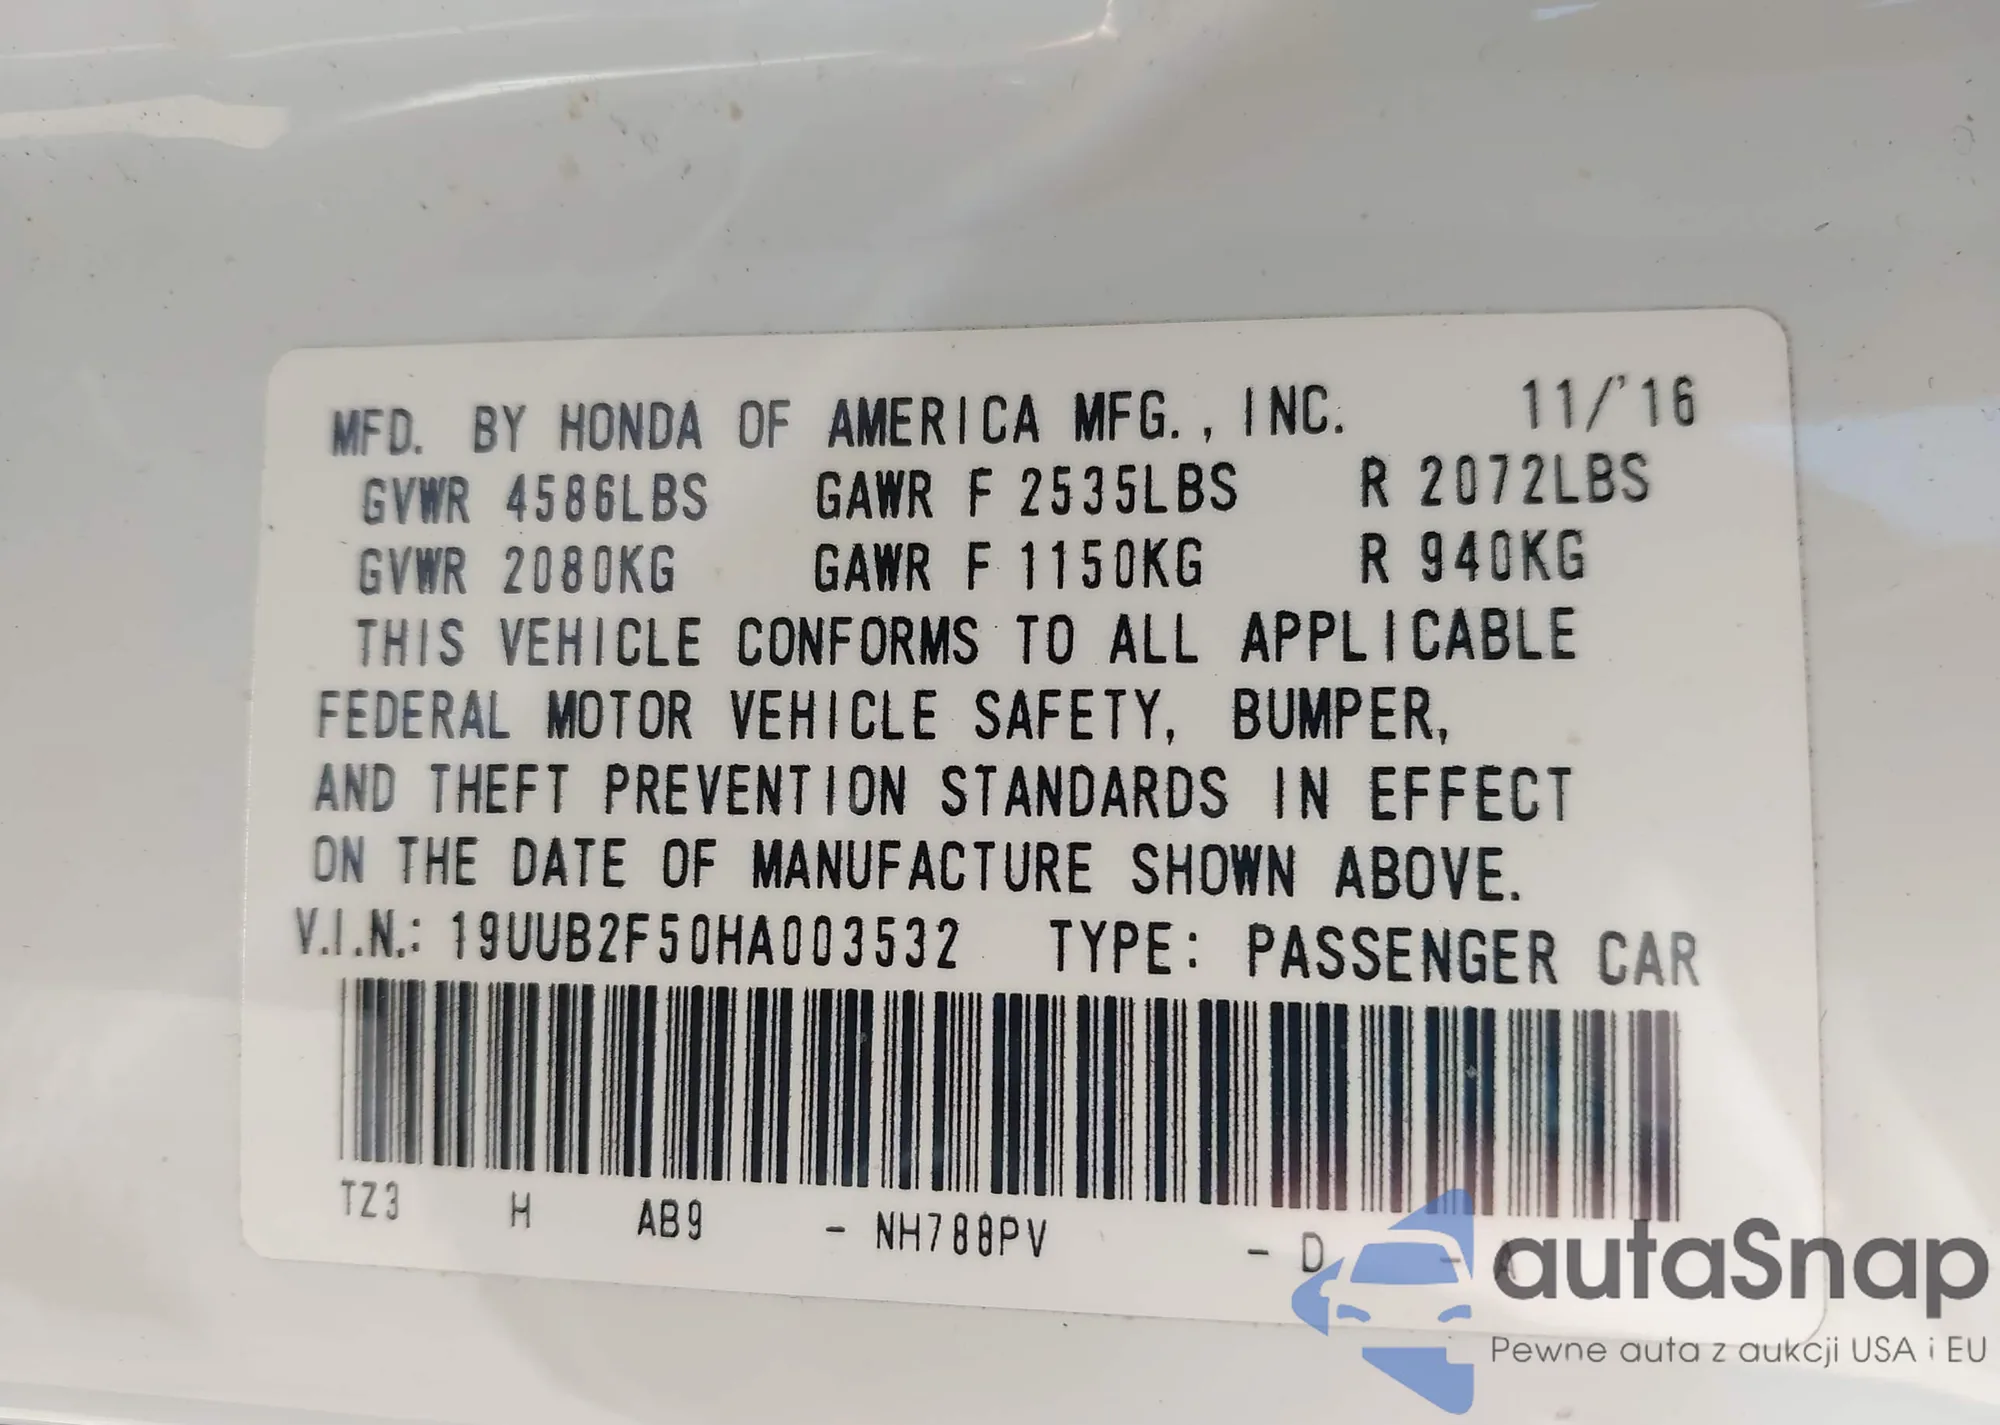 MFD. BY HONDA OF AMERICA MFG., INC. 11/'16
GVWR 4586LBS GAWR F 2535LBS R 2072LBS
GVWR 2080KG GAWR F 1150KG R 940KG
THIS VEHICLE CONFORMS TO ALL APPLICABLE
FEDERAL MOTOR VEHICLE SAFETY, BUMPER,
AND THEFT PREVENTION STANDARDS IN EFFECT
ON THE DATE OF MANUFACTURE SHOWN ABOVE.
V.I.N.: 19UUB2F50HA003532 TYPE: PASSENGER CAR
TZ3 H AB9 - NH788PV - D - A
autaSnap
Pewne auta z aukcji USA i EU